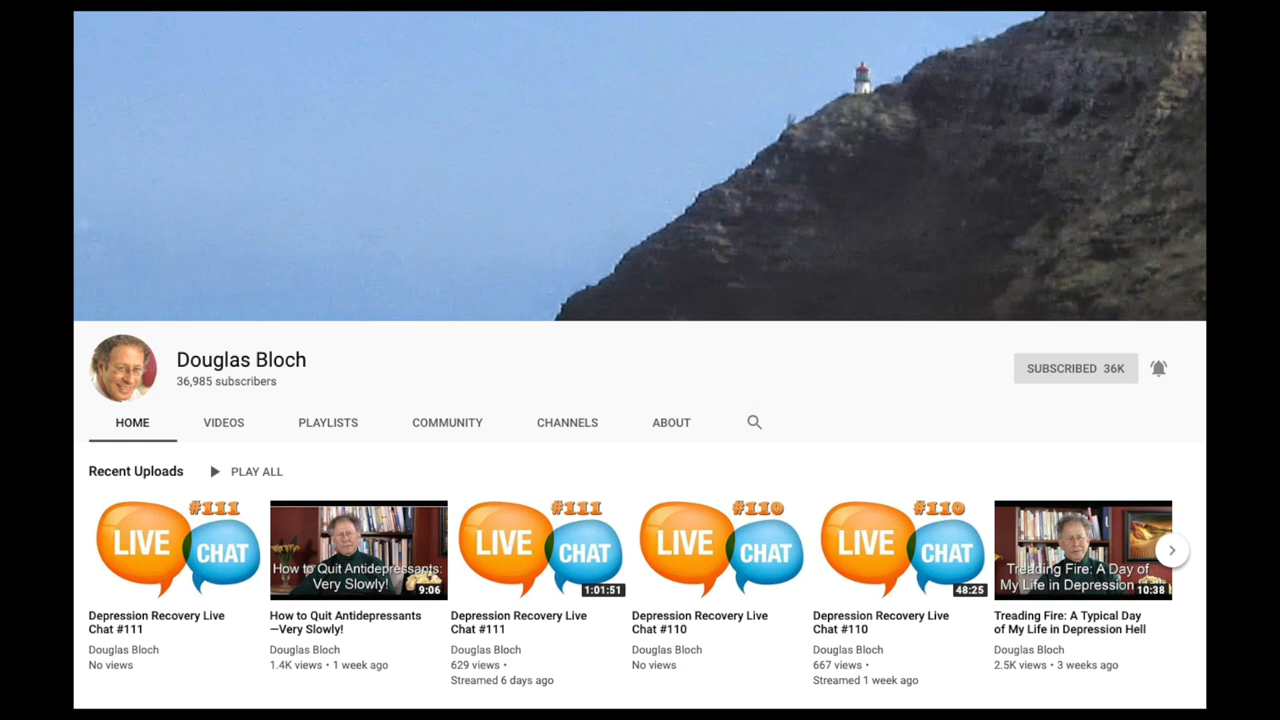 Douglas Bloch
36,985 subscribers
SUBSCRIBED 36K
HOME VIDEOS PLAYLISTS COMMUNITY CHANNELS ABOUT
Recent Uploads PLAY ALL
#111
LIVE
CHAT
Depression Recovery Live
Chat #111
Douglas Bloch
No views
How to Quit Antidepressants:
Very Slowly!
9:06
How to Quit Antidepressants
—Very Slowly!
Douglas Bloch
1.4K views • 1 week ago
#111
LIVE
CHAT
1:01:51
Depression Recovery Live
Chat #111
Douglas Bloch
629 views •
Streamed 6 days ago
#110
LIVE
CHAT
Depression Recovery Live
Chat #110
Douglas Bloch
No views
#110
LIVE
CHAT
48:25
Depression Recovery Live
Chat #110
Douglas Bloch
667 views •
Streamed 1 week ago
Treading Fire: A Day of
My Life in Depression
10:38
Treading Fire: A Typical Day
of My Life in Depression Hell
Douglas Bloch
2.5K views • 3 weeks ago